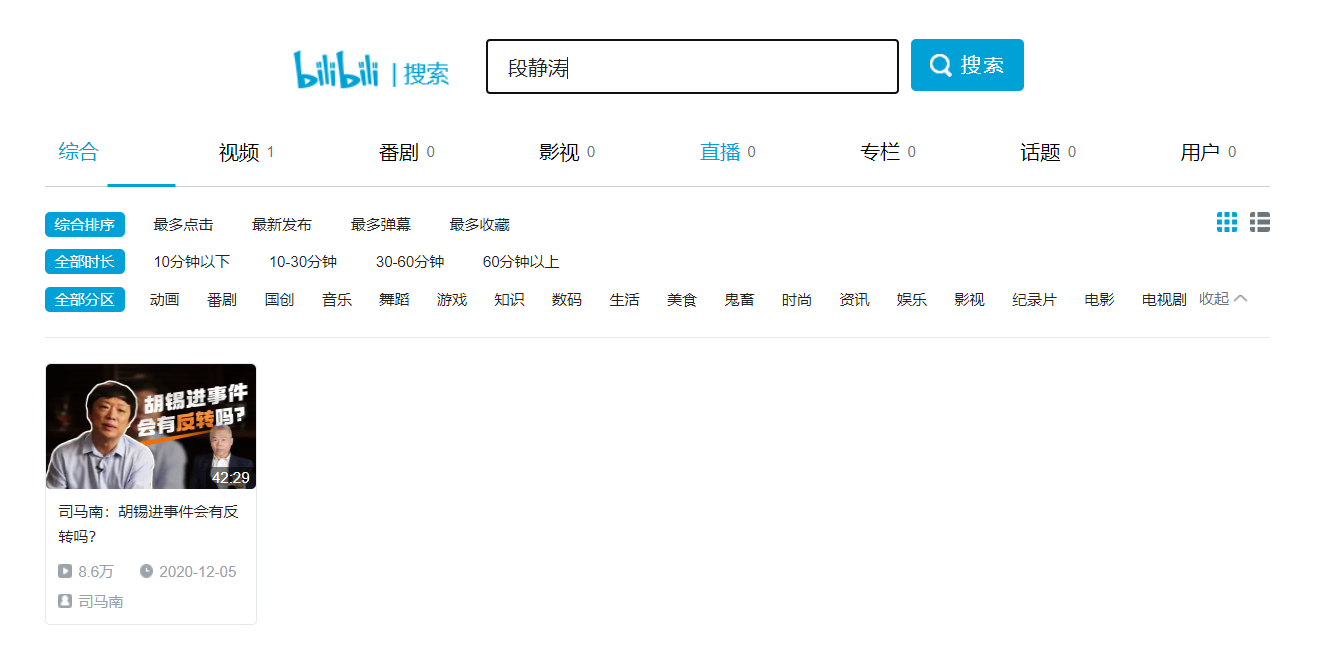 bilibili | 搜索
段静涛
搜索
综合 视频 1 番剧 0 影视 0 直播 0 专栏 0 话题 0 用户 0
综合排序 最多点击 最新发布 最多弹幕 最多收藏
全部时长 10分钟以下 10-30分钟 30-60分钟 60分钟以上
全部分区 动画 番剧 国创 音乐 舞蹈 游戏 知识 数码 生活 美食 鬼畜 时尚 资讯 娱乐 影视 纪录片 电影 电视剧 收起
胡锡进事件
会有反转吗?
42:29
司马南：胡锡进事件会有反
转吗?
8.6万 2020-12-05
司马南